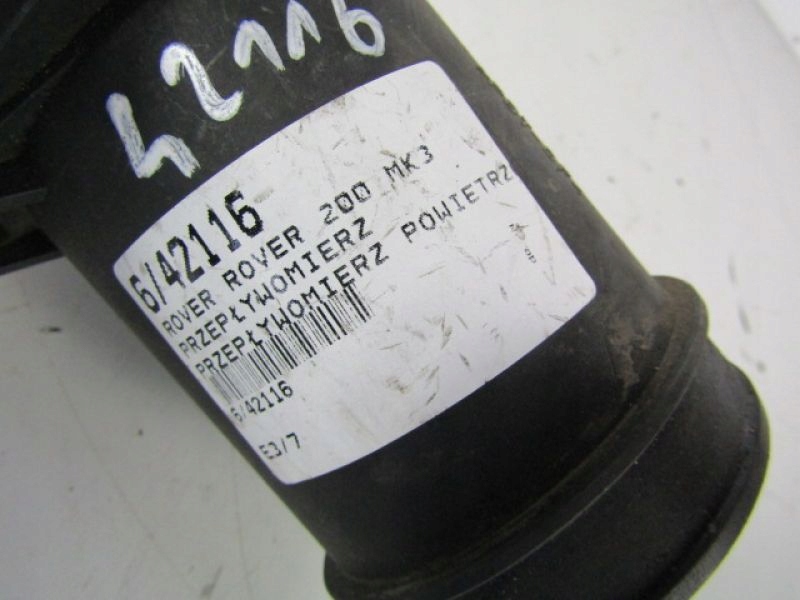 42116
6/42116
ROVER ROVER 200 MK3
PRZEPŁYWOMIERZ
PRZEPŁYWOMIERZ POWIETRZ
6/42116
E3/7